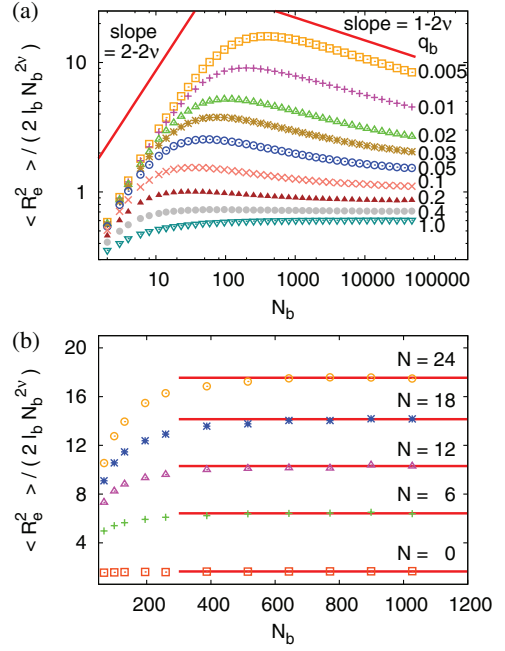 (a)
slope
= 2-2ν
slope = 1-2ν
q_b
10
1
< R_e^2 > / ( 2 l_b N_b^2ν )
0.005
0.01
0.02
0.03
0.05
0.1
0.2
0.4
1.0
10 100 1000 10000 100000
N_b
(b)
20
16
12
8
4
< R_e^2 > / ( 2 l_b N_b^2ν )
N = 24
N = 18
N = 12
N = 6
N = 0
200 400 600 800 1000 1200
N_b